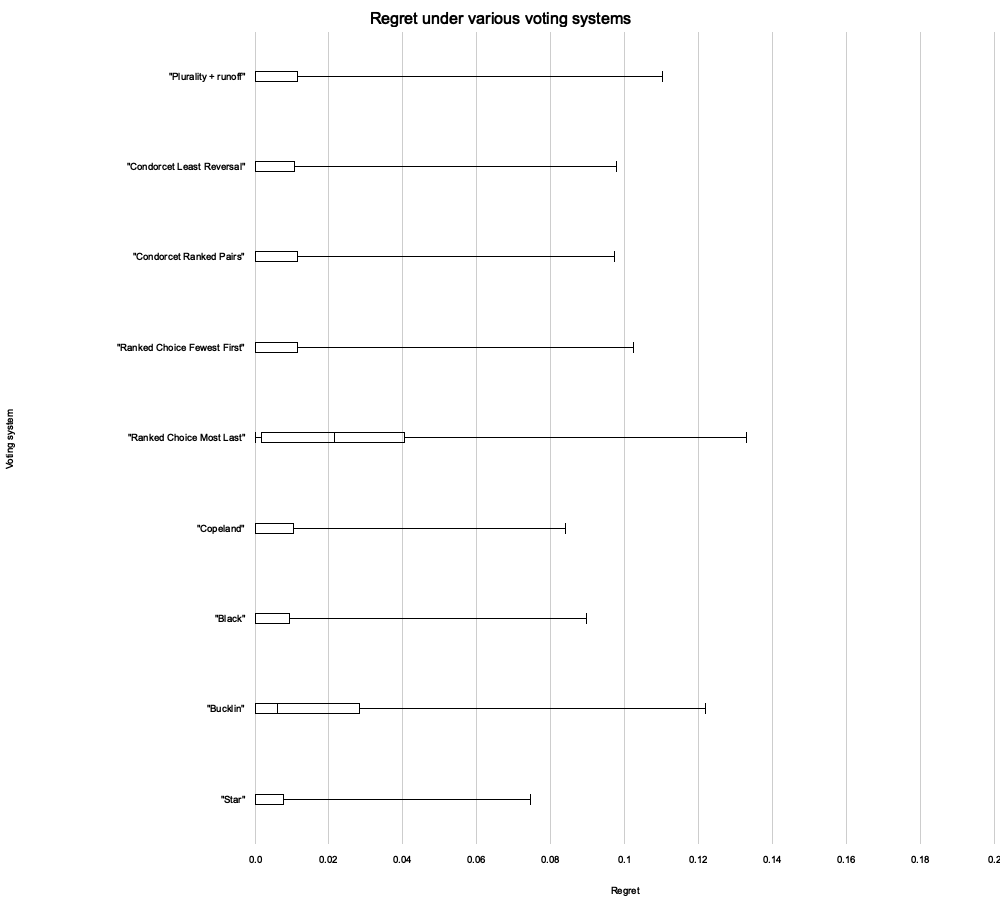 Regret under various voting systems
"Plurality + runoff"
"Condorcet Least Reversal"
"Condorcet Ranked Pairs"
"Ranked Choice Fewest First"
"Ranked Choice Most Last"
"Copeland"
"Black"
"Bucklin"
"Star"
Voting system
0.0 0.02 0.04 0.06 0.08 0.1 0.12 0.14 0.16 0.18 0.2
Regret